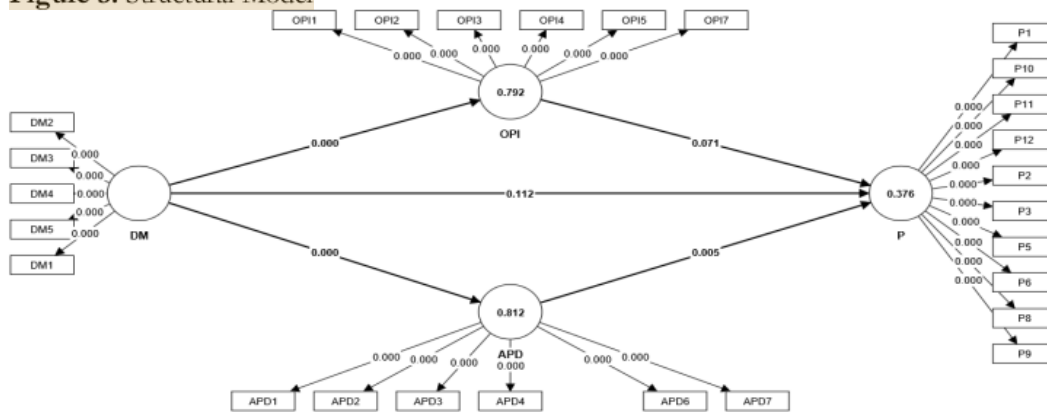 Figure 3. Structural Model
OPI1 OPI2 OPI3 OPI4 OPI5 OPI7
0.000 0.000 0.000 0.000 0.000 0.000
0.792
OPI
DM2
DM3
DM4
DM5
DM1
0.000
0.000
0.000
0.000
0.000
DM
0.000
0.071
0.112
0.000
0.005
0.376
P
P1
P10
P11
P12
P2
P3
P5
P6
P8
P9
0.000
0.000
0.000
0.000
0.000
0.000
0.000
0.000
0.000
0.000
0.812
APD
0.000 0.000 0.000 0.000 0.000 0.000
APD1 APD2 APD3 APD4 APD6 APD7